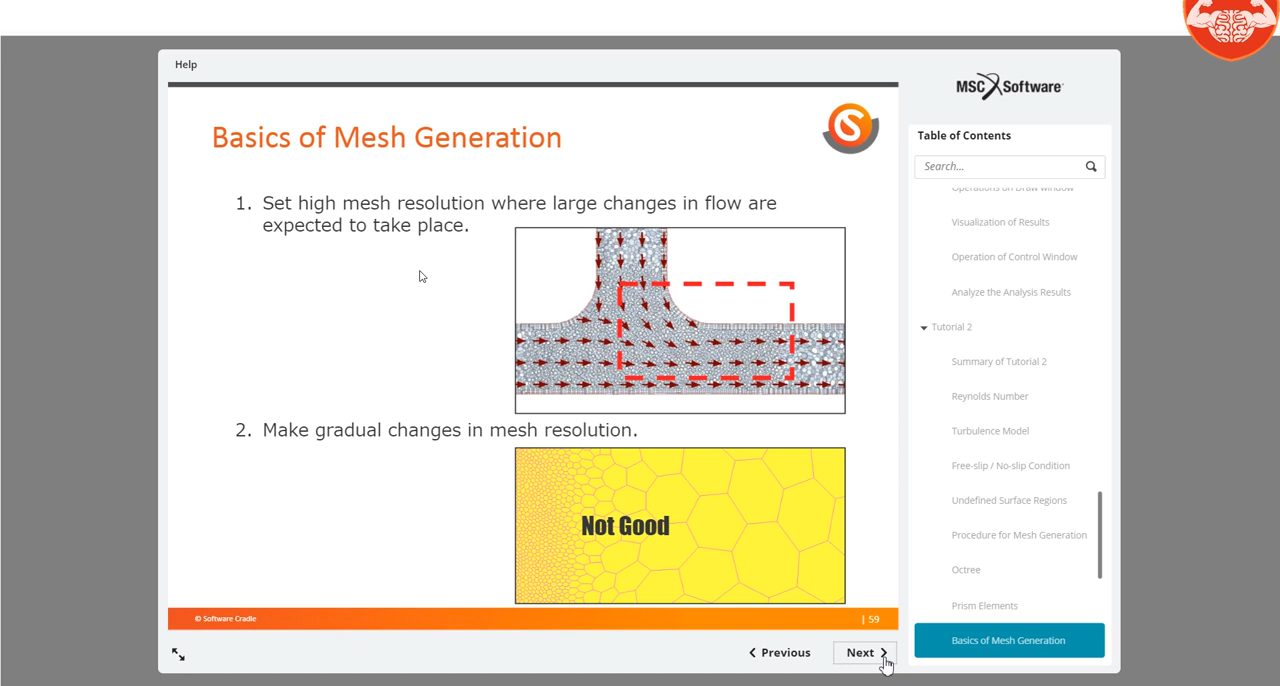 Help
MSC Software
Basics of Mesh Generation
Table of Contents
Search...
1. Set high mesh resolution where large changes in flow are
expected to take place.
2. Make gradual changes in mesh resolution.
Not Good
© Software Cradle
| 59
Previous
Next
Operations on Draw Window
Visualization of Results
Operation of Control Window
Analyze the Analysis Results
Tutorial 2
Summary of Tutorial 2
Reynolds Number
Turbulence Model
Free-slip / No-slip Condition
Undefined Surface Regions
Procedure for Mesh Generation
Octree
Prism Elements
Basics of Mesh Generation